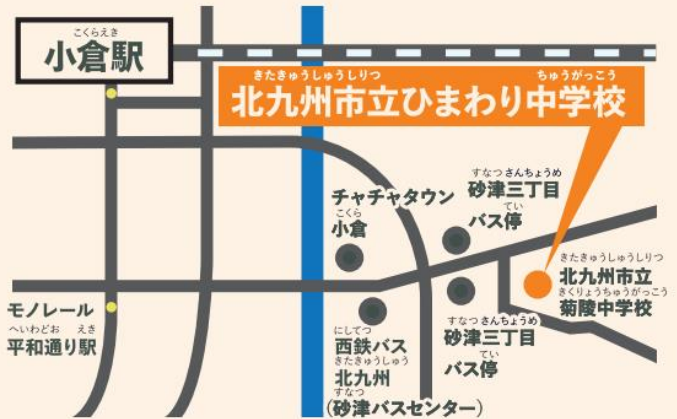 こくらえき
小倉駅
きたきゅうしゅうしりつ ちゅうがっこう
北九州市立ひまわり中学校
チャチャタウン
こくら
小倉
すなつ さんちょうめ
砂津三丁目
てい
バス停
きたきゅうしゅうしりつ
北九州市立
きくりょうちゅうがっこう
菊陵中学校
モノレール
へいわどお えき
平和通り駅
にしてつ
西鉄バス
きたきゅうしゅう
北九州
すなつ
(砂津バスセンター)
すなつ さんちょうめ
砂津三丁目
てい
バス停